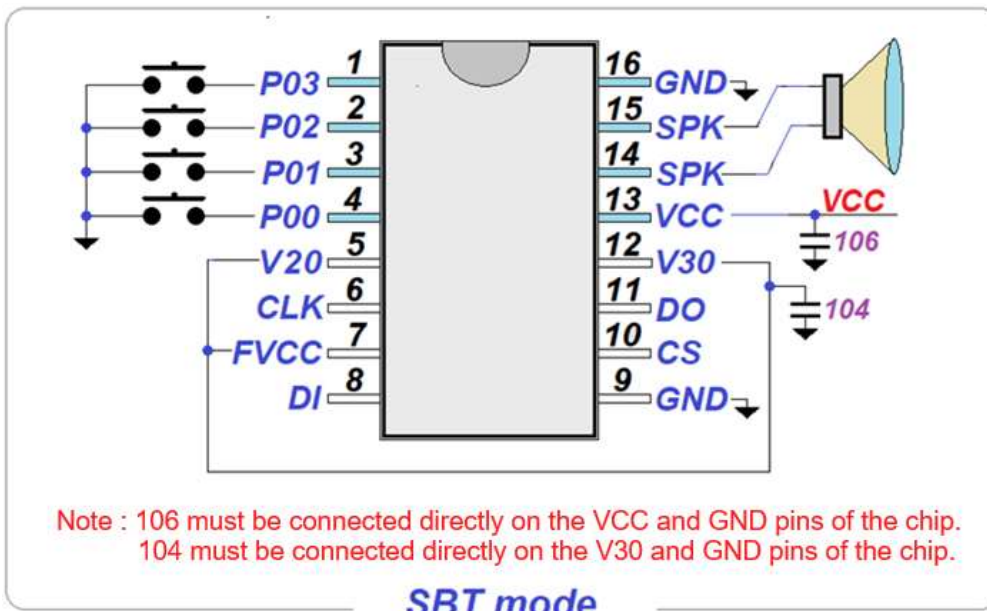 1
P03
2
P02
3
P01
4
P00
5
V20
6
CLK
7
FVCC
8
DI
16
GND
15
SPK
14
SPK
13
VCC
VCC
106
12
V30
104
11
DO
10
CS
9
GND
Note : 106 must be connected directly on the VCC and GND pins of the chip.
104 must be connected directly on the V30 and GND pins of the chip.
SBT mode